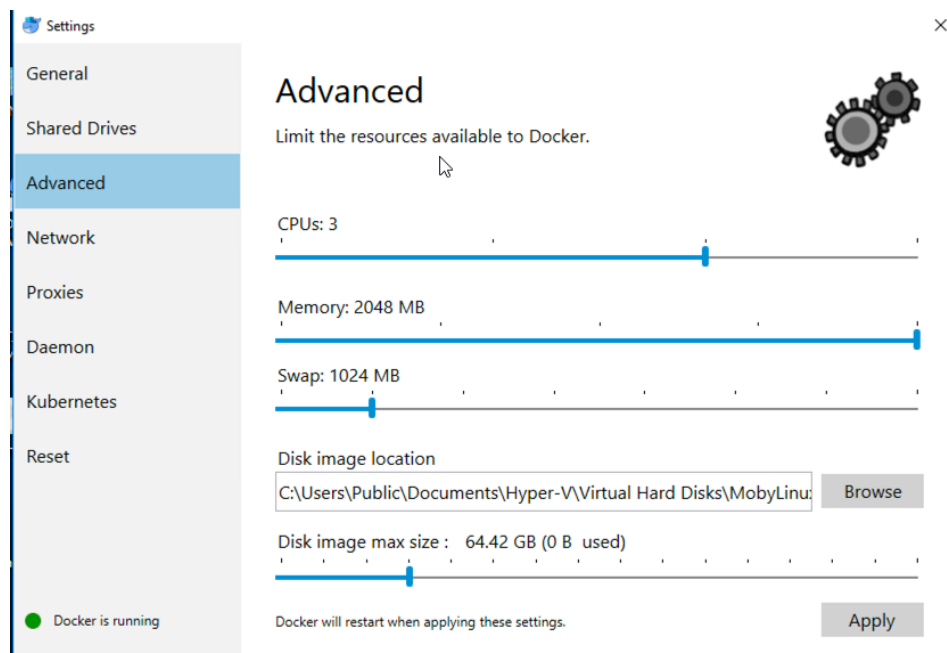 Settings
General
Shared Drives
Advanced
Network
Proxies
Daemon
Kubernetes
Reset
Docker is running
Advanced
Limit the resources available to Docker.
CPUs: 3
Memory: 2048 MB
Swap: 1024 MB
Disk image location
C:\Users\Public\Documents\Hyper-V\Virtual Hard Disks\MobyLinux
Browse
Disk image max size : 64.42 GB (0 B used)
Docker will restart when applying these settings.
Apply